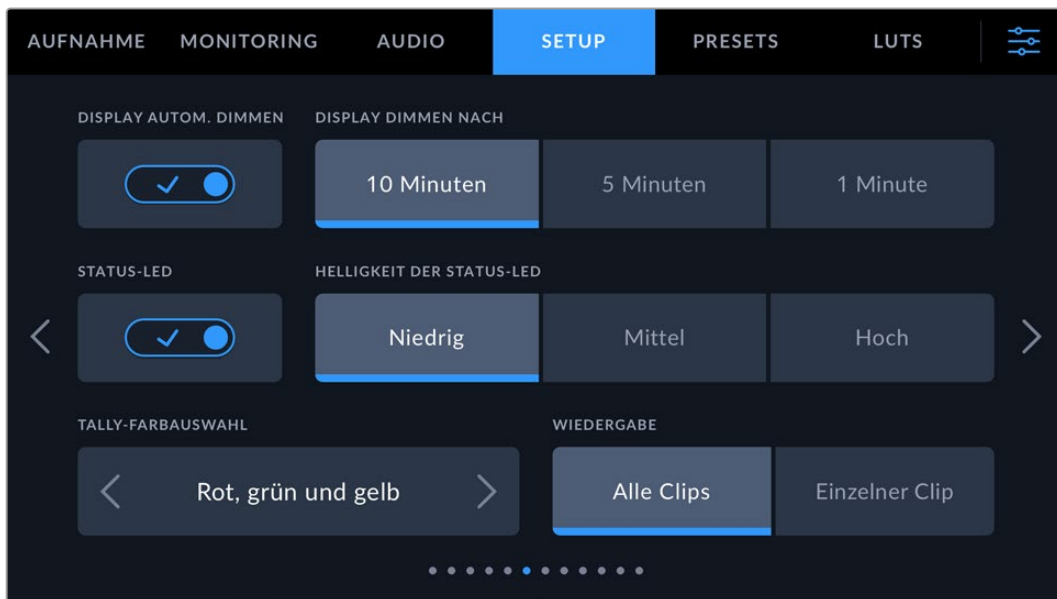 AUFNAHME MONITORING AUDIO SETUP PRESETS LUTS
DISPLAY AUTOM. DIMMEN DISPLAY DIMMEN NACH
10 Minuten 5 Minuten 1 Minute
STATUS-LED HELLIGKEIT DER STATUS-LED
Niedrig Mittel Hoch
TALLY-FARBAUSWAHL WIEDERGABE
Rot, grün und gelb Alle Clips Einzelner Clip